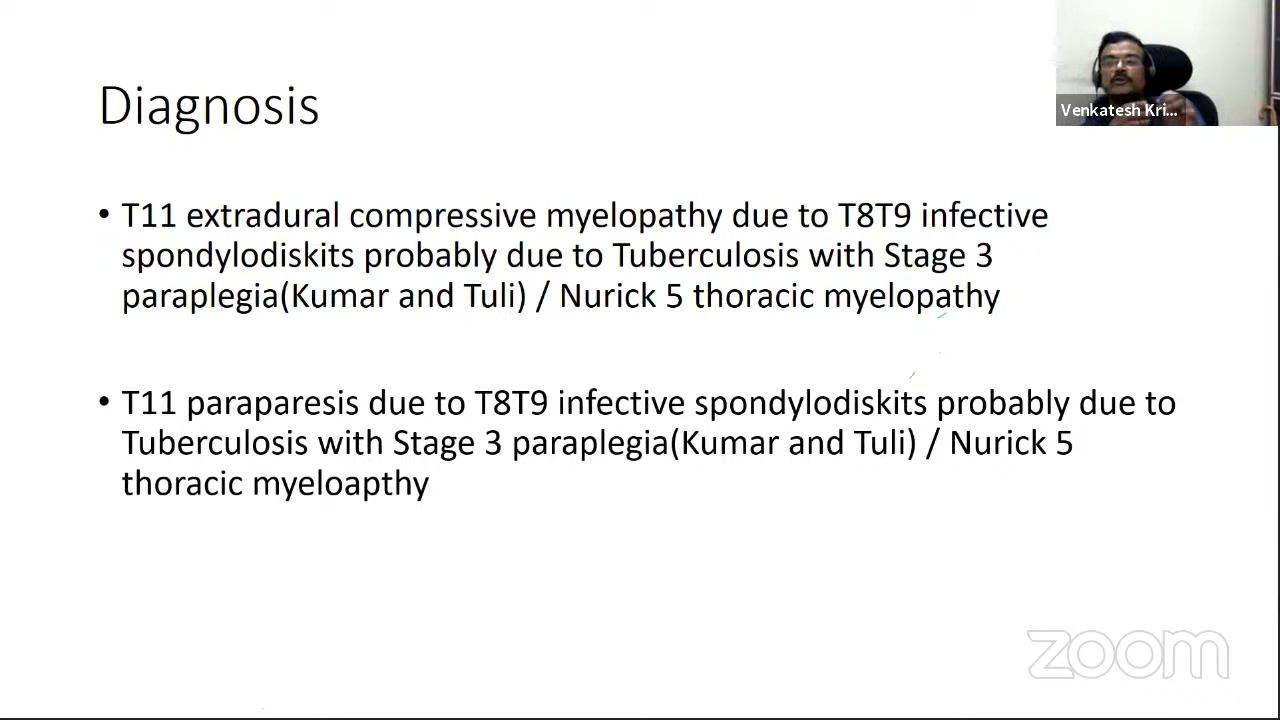 Venkatesh Kri...
Diagnosis
• T11 extradural compressive myelopathy due to T8T9 infective
spondylodiskits probably due to Tuberculosis with Stage 3
paraplegia(Kumar and Tuli) / Nurick 5 thoracic myelopathy
• T11 paraparesis due to T8T9 infective spondylodiskits probably due to
Tuberculosis with Stage 3 paraplegia(Kumar and Tuli) / Nurick 5
thoracic myeloapthy
zoom